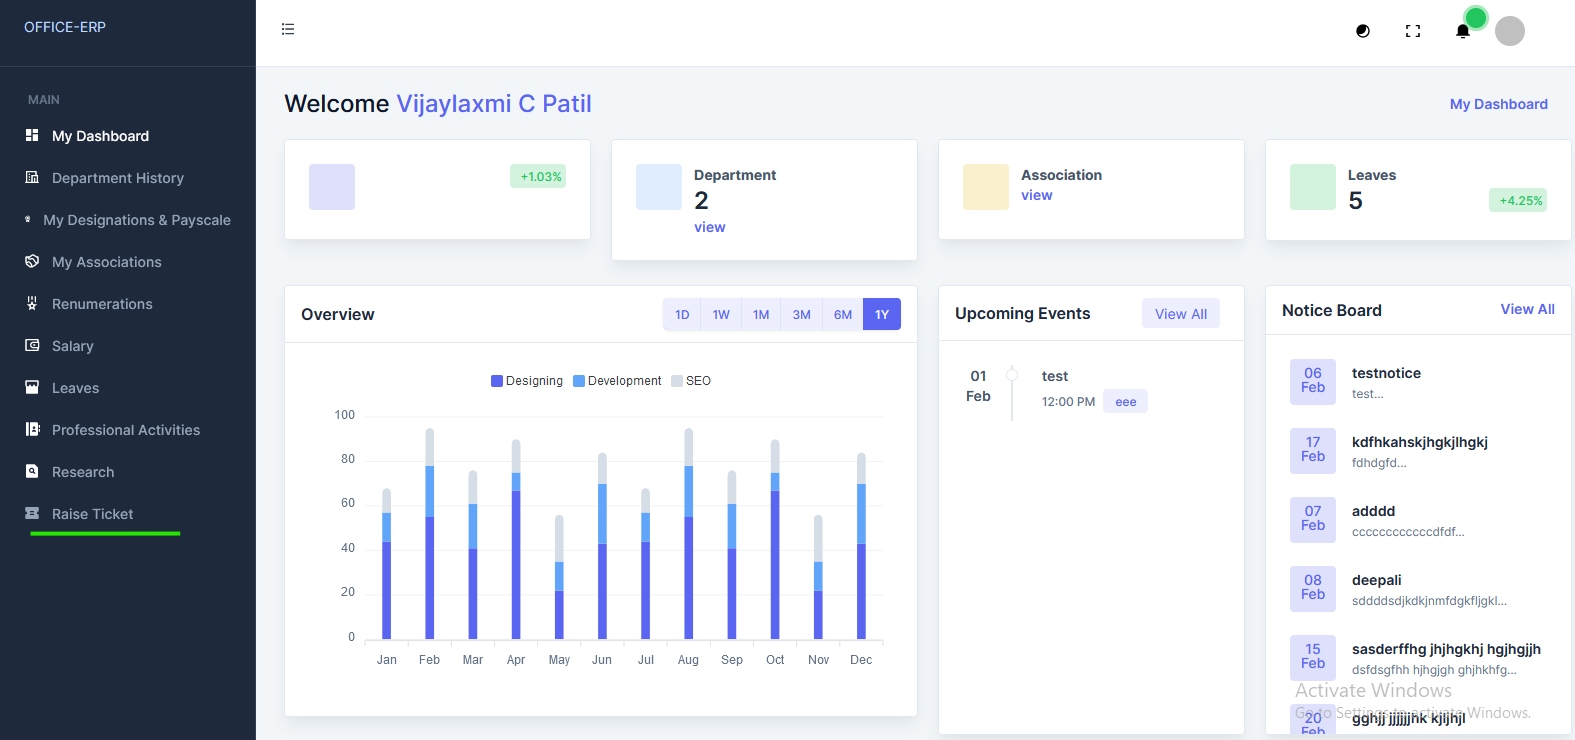 OFFICE-ERP
MAIN
My Dashboard
Department History
My Designations & Payscale
My Associations
Renumerations
Salary
Leaves
Professional Activities
Research
Raise Ticket
Welcome Vijaylaxmi C Patil
My Dashboard
+1.03%
Department
2
view
Association
view
Leaves
5
+4.25%
Overview
1D 1W 1M 3M 6M 1Y
Designing Development SEO
100
80
60
40
20
0
Jan Feb Mar Apr May Jun Jul Aug Sep Oct Nov Dec
Upcoming Events
View All
01
Feb
test
12:00 PM eee
Notice Board
View All
06
Feb
testnotice
test...
17
Feb
kdfhkahskjhgkjlhgkj
fdhdgfd...
07
Feb
adddd
ccccccccccccdfdf...
08
Feb
deepali
sddddsdjkdkjnmfdgkfljgkl...
15
Feb
sasderffhg jhjhgkhj hgjhgjjh
dsfdsgfhh hjhgjgh ghjhkhfg...
20
Feb
Activate Windows
Go to Settings to activate Windows.